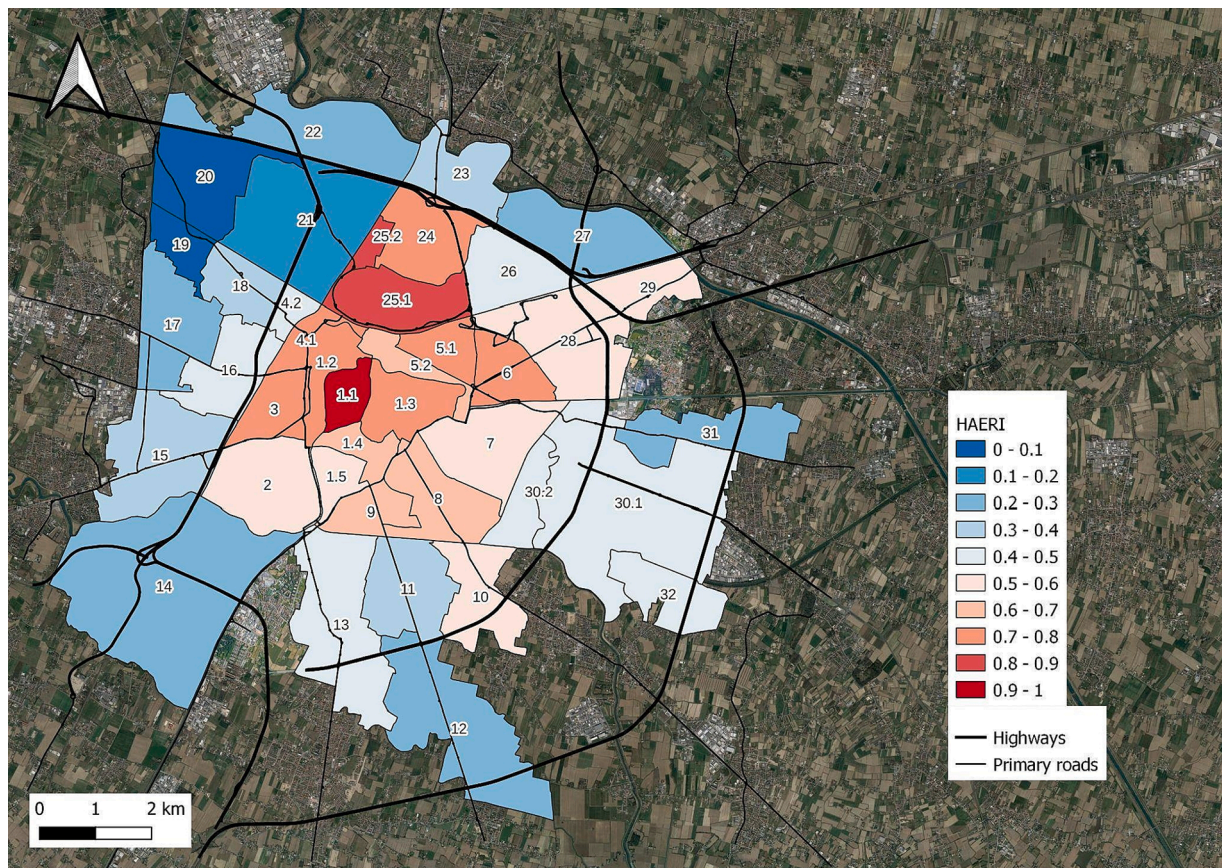 22
23
20
21
25.2
24
27
19
26
18
4.2
25.1
29
17
4.1
5.1
28
1.2
5.2
16
6
1.1
3
1.3
31
1.4
7
15
2
1.5
30.2
30.1
8
9
14
11
10
32
13
12
HAERI
0 - 0.1
0.1 - 0.2
0.2 - 0.3
0.3 - 0.4
0.4 - 0.5
0.5 - 0.6
0.6 - 0.7
0.7 - 0.8
0.8 - 0.9
0.9 - 1
Highways
Primary roads
0 1 2 km